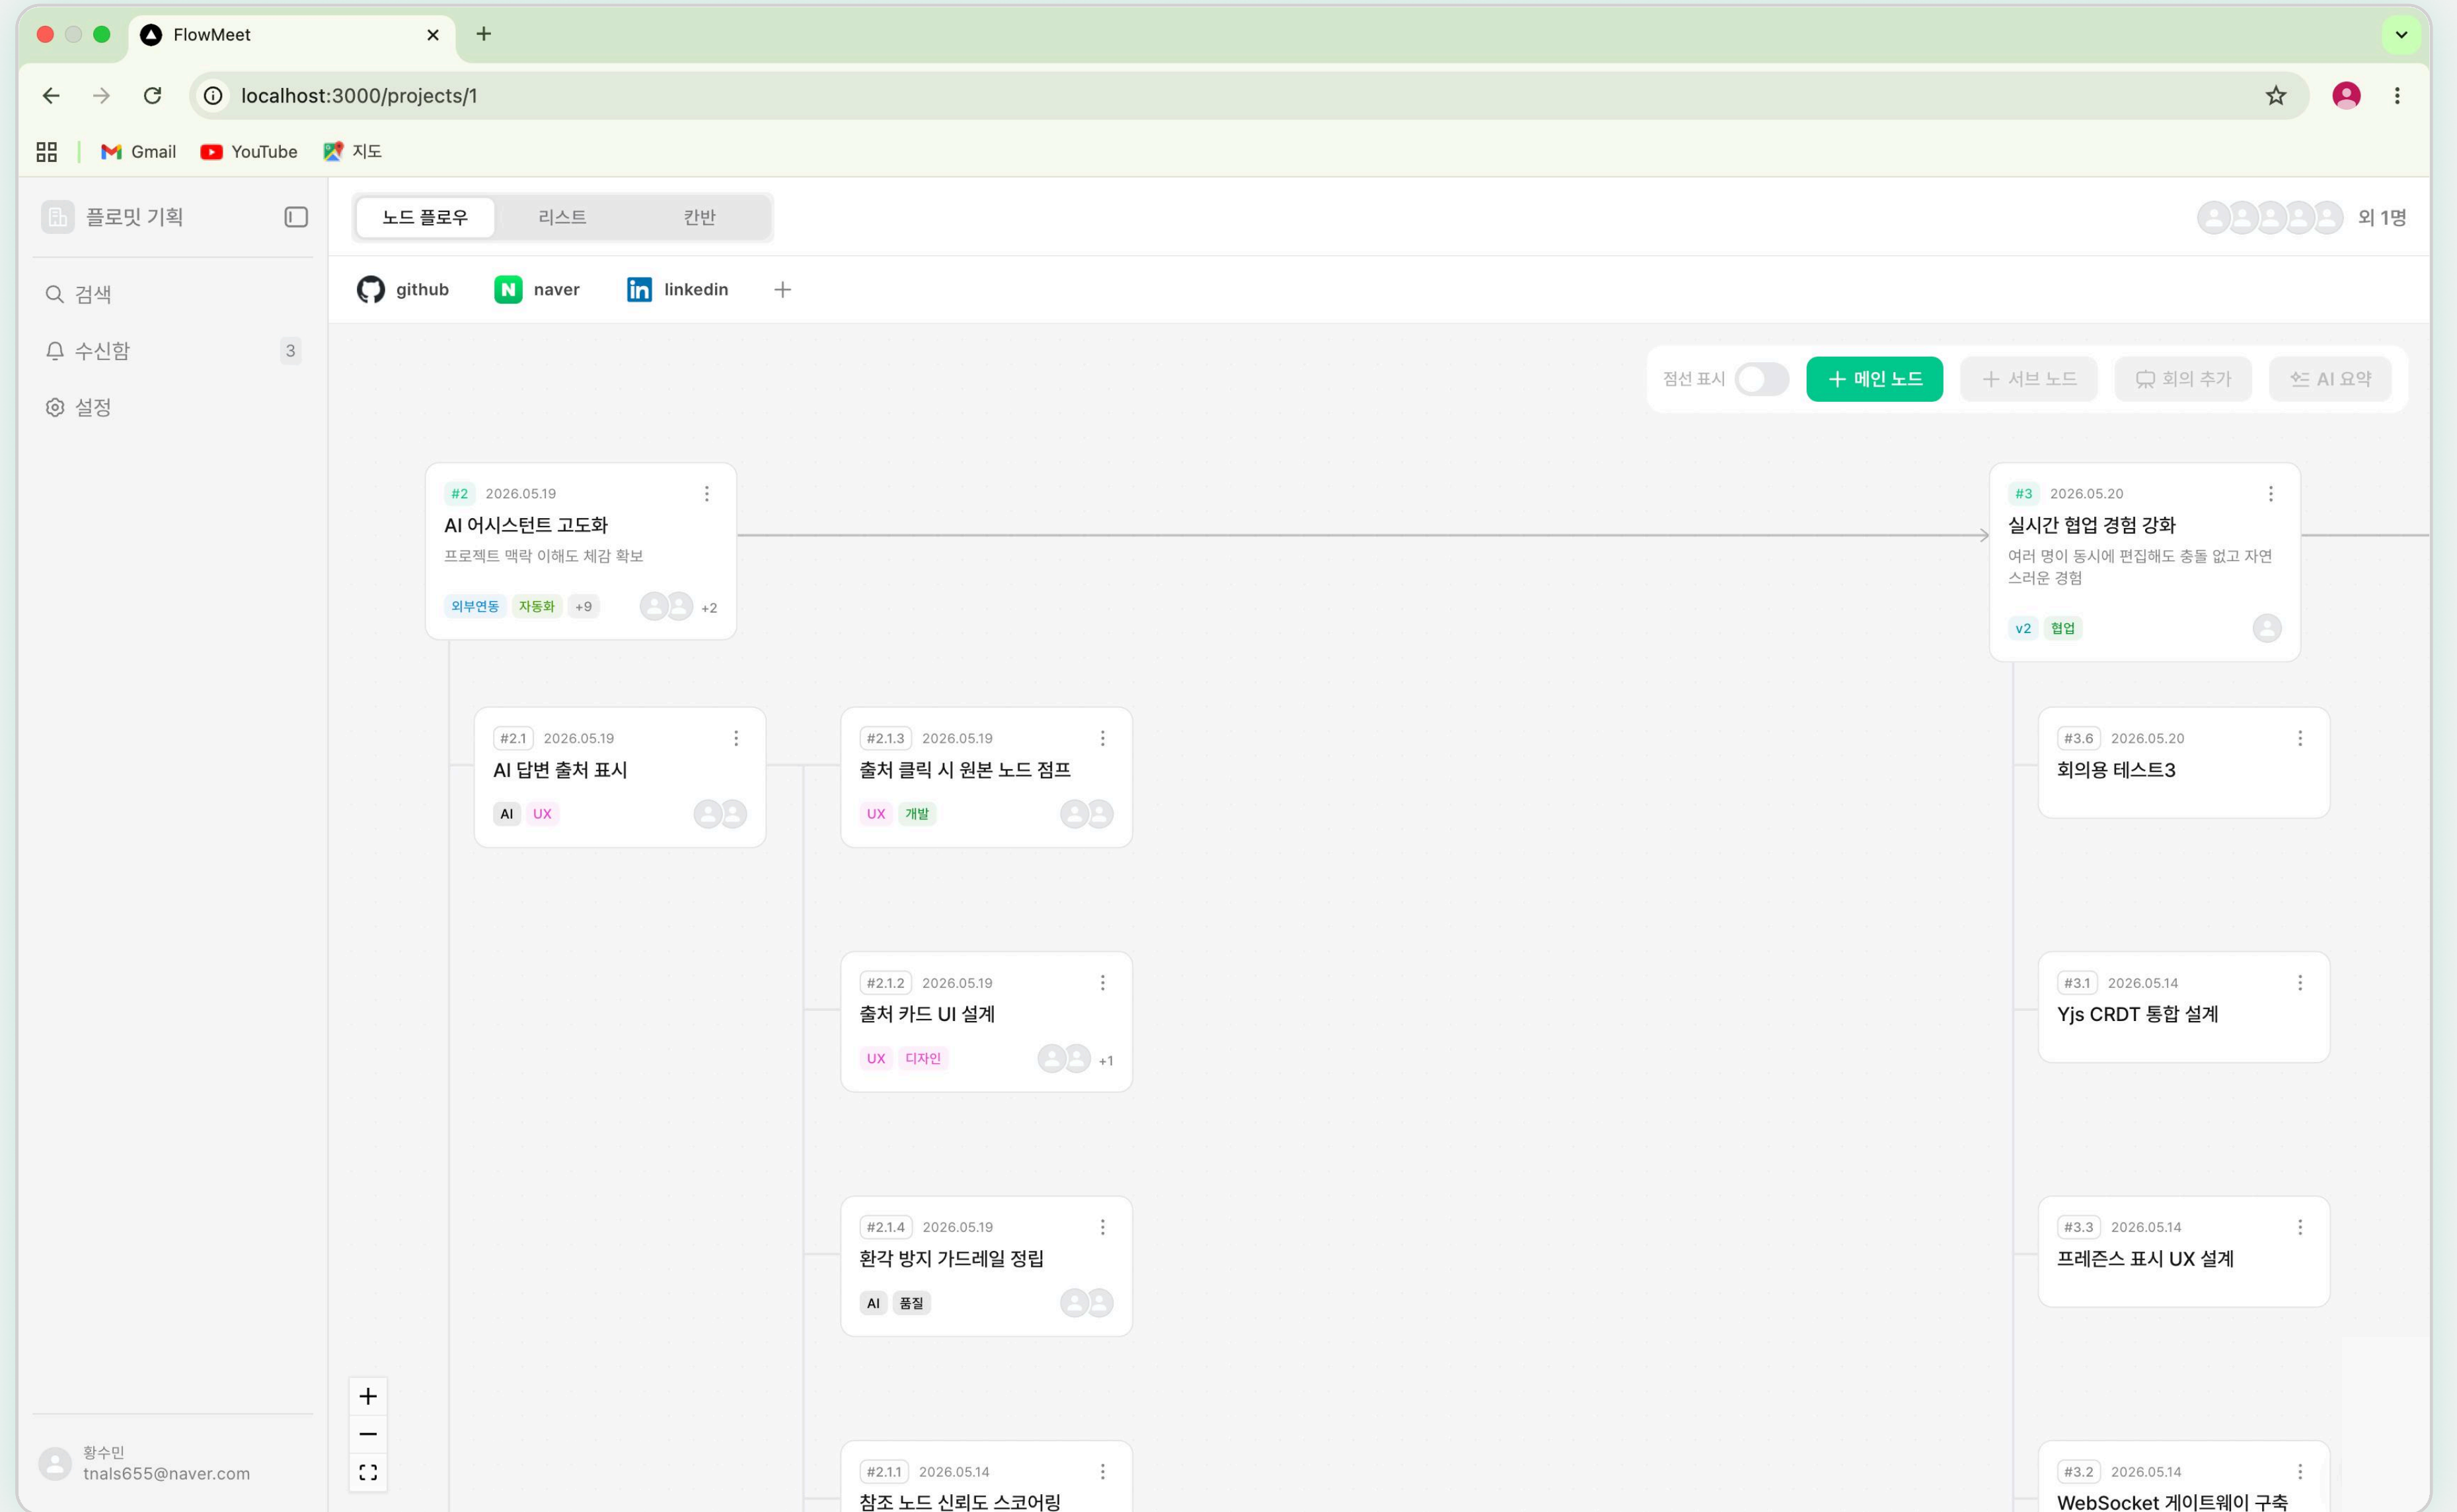 FlowMeet
localhost:3000/projects/1
Gmail
YouTube
지도
플로밋 기획
검색
수신함
3
설정
황수민
tnals655@naver.com
노드 플로우
리스트
칸반
외 1명
github
naver
linkedin
점선 표시
메인 노드
서브 노드
회의 추가
AI 요약
#2 2026.05.19
AI 어시스턴트 고도화
프로젝트 맥락 이해도 체감 확보
외부연동 자동화 +9 +2
#3 2026.05.20
실시간 협업 경험 강화
여러 명이 동시에 편집해도 충돌 없고 자연
스러운 경험
v2 협업
#2.1 2026.05.19
AI 답변 출처 표시
AI UX
#2.1.3 2026.05.19
출처 클릭 시 원본 노드 점프
UX 개발
#3.6 2026.05.20
회의용 테스트3
#2.1.2 2026.05.19
출처 카드 UI 설계
UX 디자인 +1
#3.1 2026.05.14
Yjs CRDT 통합 설계
#2.1.4 2026.05.19
환각 방지 가드레일 정립
AI 품질
#3.3 2026.05.14
프레즌스 표시 UX 설계
#2.1.1 2026.05.14
참조 노드 신뢰도 스코어링
#3.2 2026.05.14
WebSocket 게이트웨이 구축